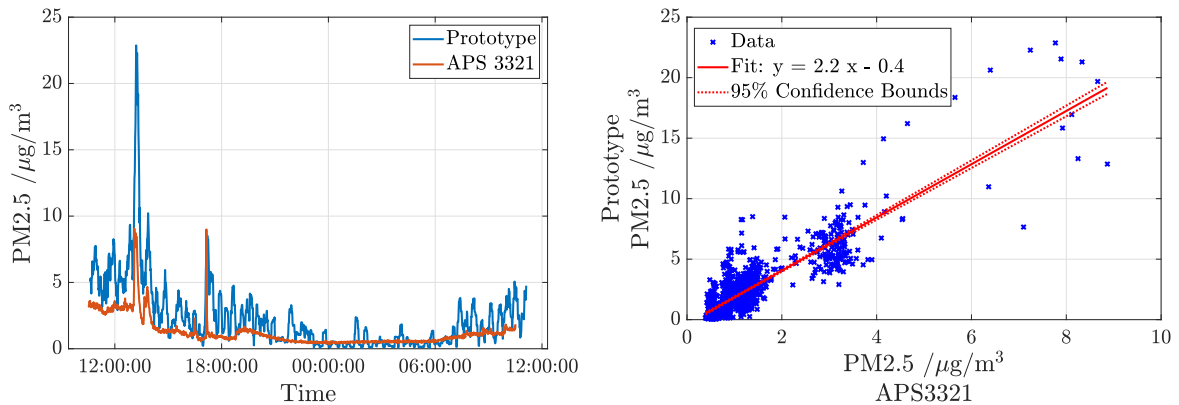 25
20
15
10
5
0
PM2.5 /μg/m³
Prototype
APS 3321
12:00:00
18:00:00
00:00:00
06:00:00
12:00:00
Time
25
20
15
10
5
0
Prototype
PM2.5 /μg/m³
Data
Fit: y = 2.2 x - 0.4
95% Confidence Bounds
0
2
4
6
8
10
PM2.5 /μg/m³
APS3321